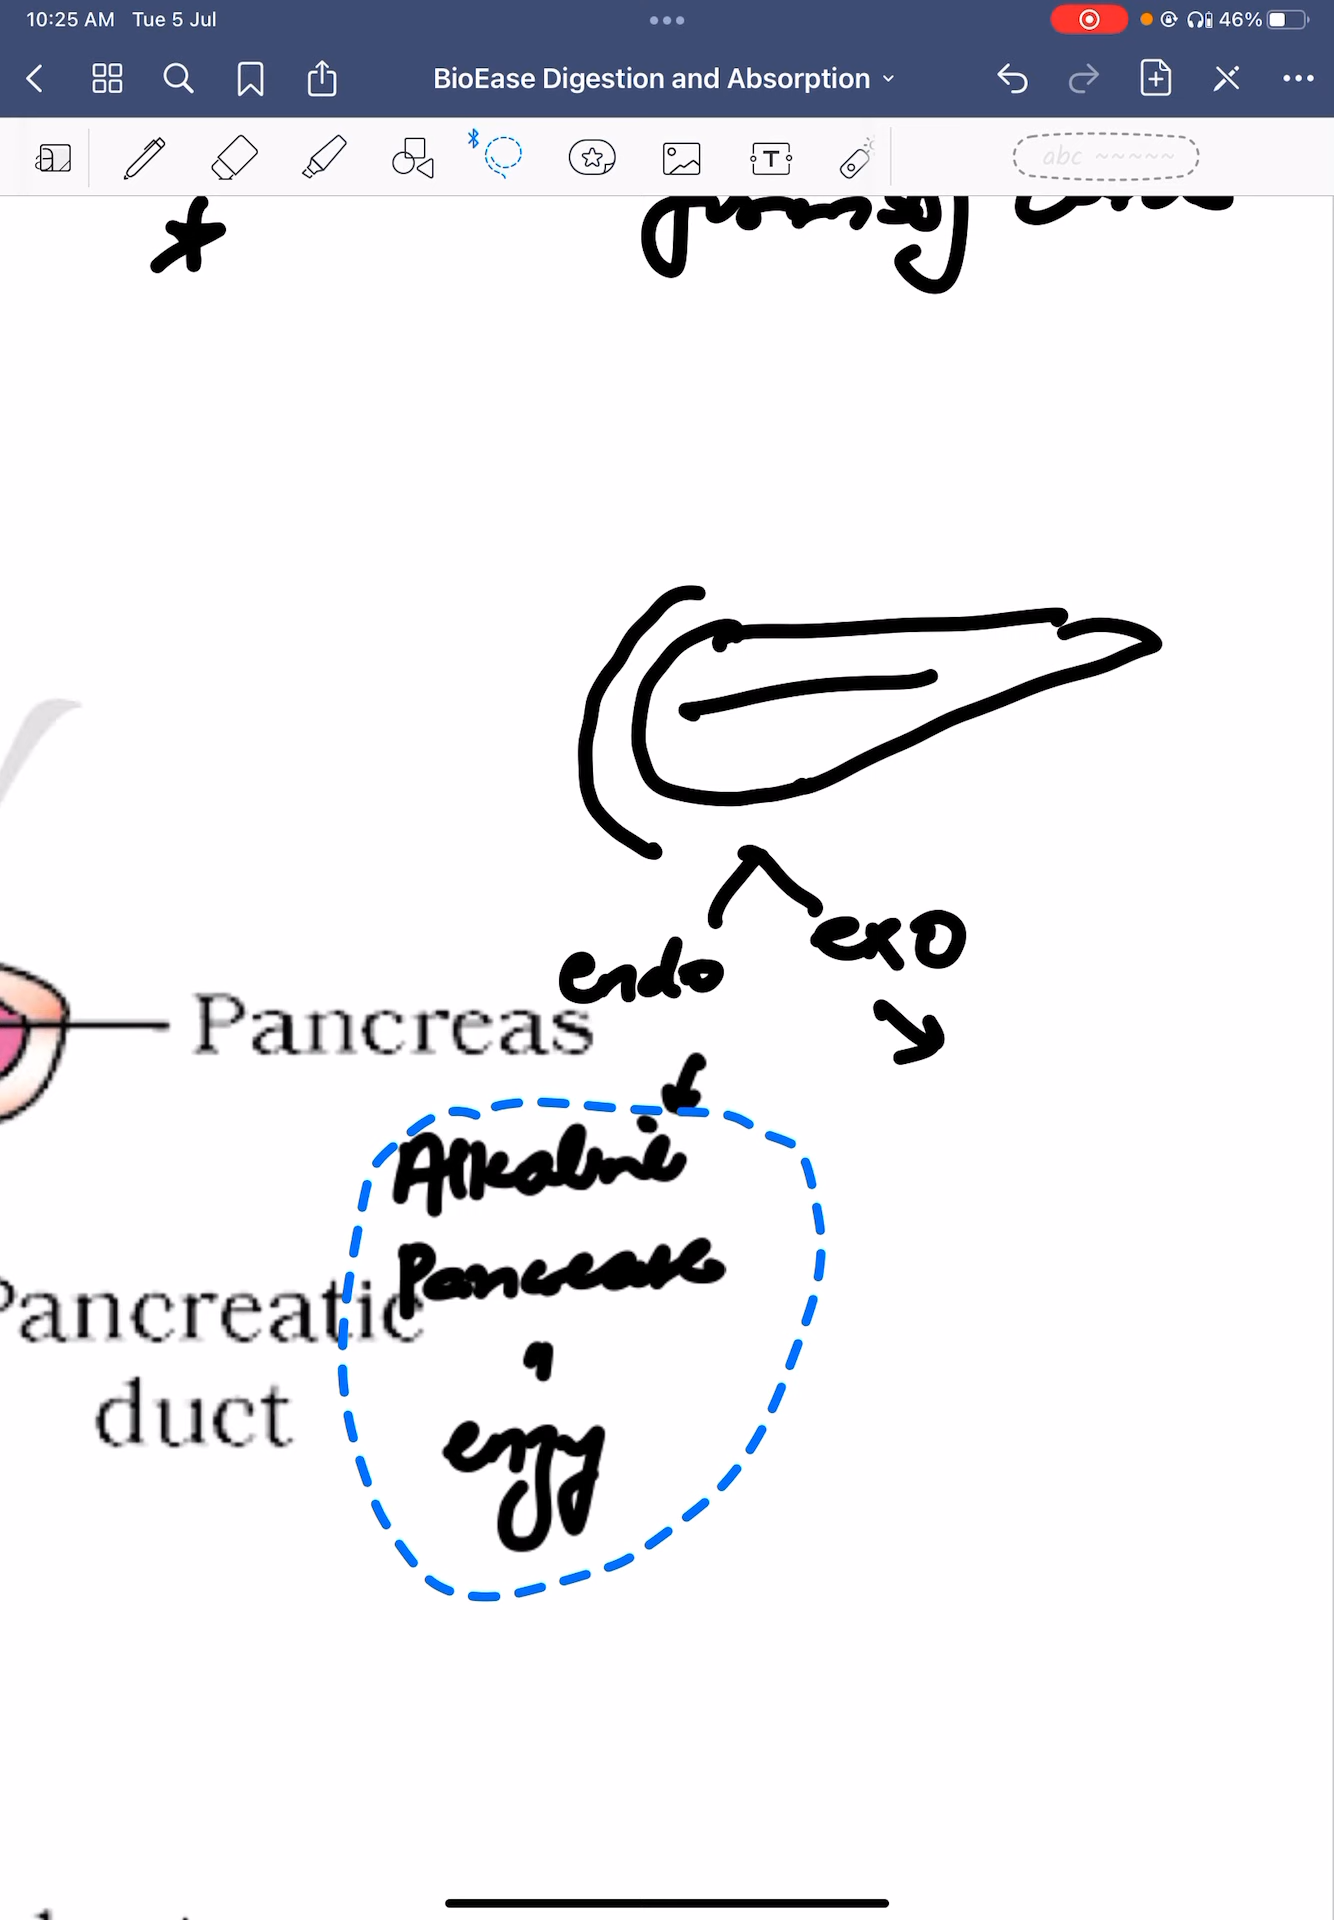 10:25 AM Tue 5 Jul
46%
BioEase Digestion and Absorption
T
abc
endo
exo
Pancreas
Alkaline
Pancreatic
duct